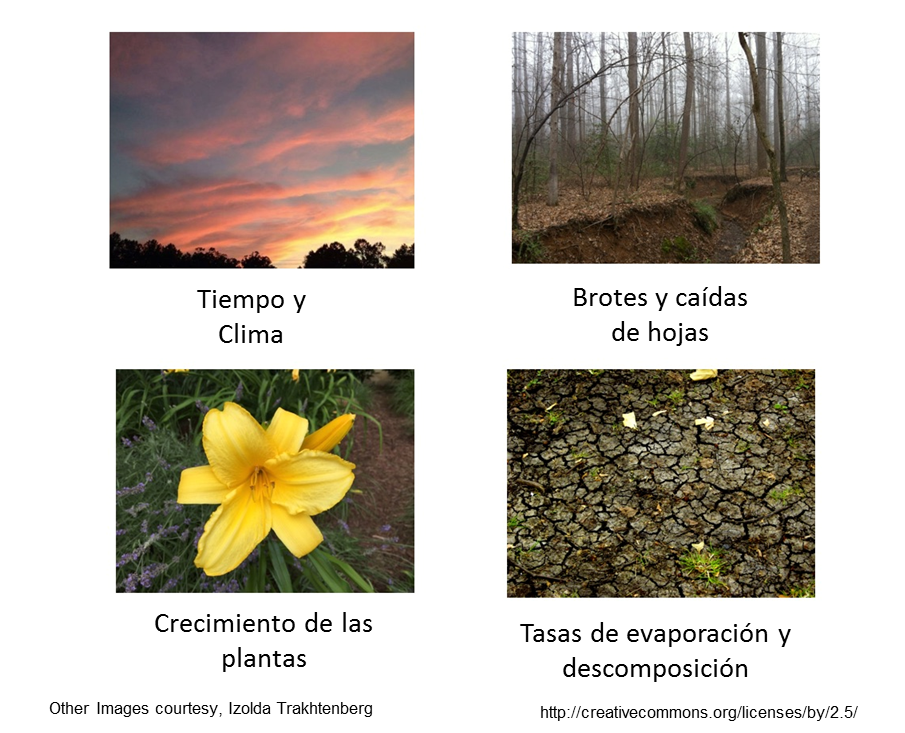 Tiempo y
Clima
Brotes y caídas
de hojas
Crecimiento de las
plantas
Tasas de evaporación y
descomposición
Other Images courtesy, Izolda Trakhtenberg
http://creativecommons.org/licenses/by/2.5/